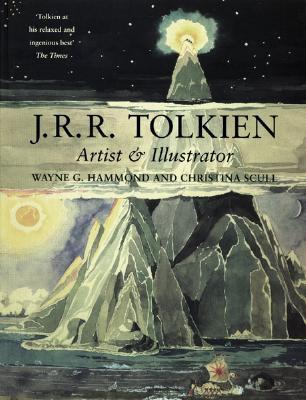 'Tolkien at
his relaxed and
ingenious best'
The Times
J.R.R. TOLKIEN
Artist & Illustrator
WAYNE G. HAMMOND AND CHRISTINA SCULL